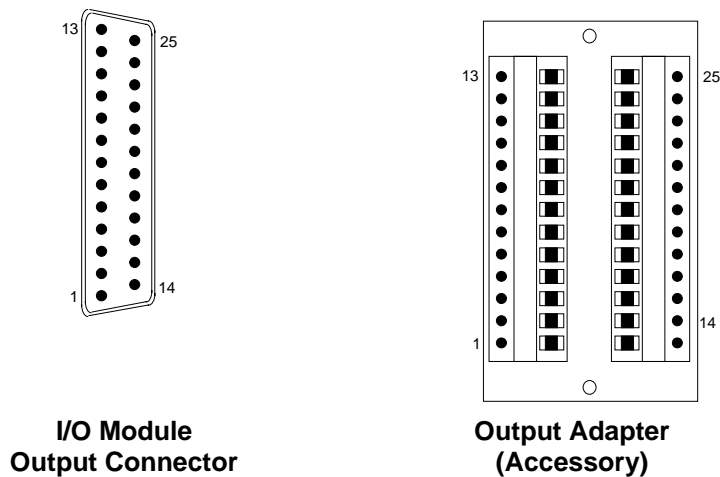 13
25
1
14
13
25
1
14
I/O Module
Output Connector
Output Adapter
(Accessory)